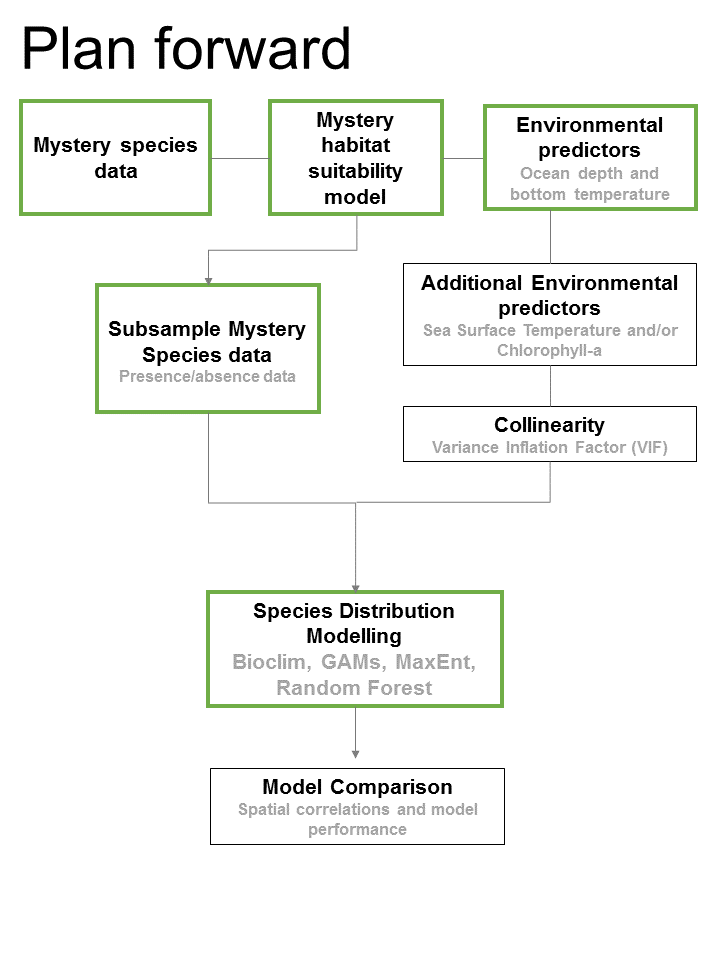 Plan forward
Mystery species
data
Mystery
habitat
suitability
model
Environmental
predictors
Ocean depth and
bottom temperature
Subsample Mystery
Species data
Presence/absence data
Additional Environmental
predictors
Sea Surface Temperature and/or
Chlorophyll-a
Collinearity
Variance Inflation Factor (VIF)
Species Distribution
Modelling
Bioclim, GAMs, MaxEnt,
Random Forest
Model Comparison
Spatial correlations and model
performance